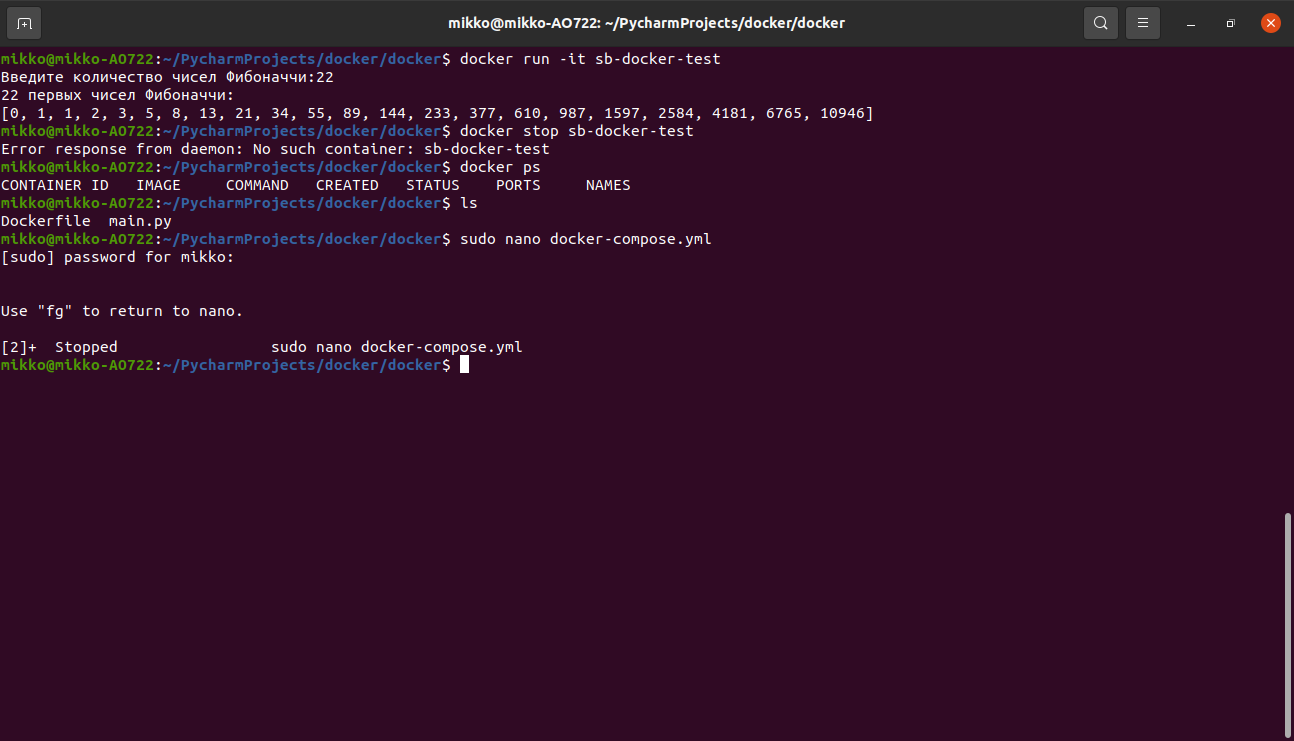 mikko@mikko-AO722: ~/PycharmProjects/docker/docker
mikko@mikko-AO722:~/PycharmProjects/docker/docker$ docker run -it sb-docker-test
Введите количество чисел Фибоначчи:22
22 первых чисел Фибоначчи:
[0, 1, 1, 2, 3, 5, 8, 13, 21, 34, 55, 89, 144, 233, 377, 610, 987, 1597, 2584, 4181, 6765, 10946]
mikko@mikko-AO722:~/PycharmProjects/docker/docker$ docker stop sb-docker-test
Error response from daemon: No such container: sb-docker-test
mikko@mikko-AO722:~/PycharmProjects/docker/docker$ docker ps
CONTAINER ID   IMAGE     COMMAND   CREATED   STATUS    PORTS     NAMES
mikko@mikko-AO722:~/PycharmProjects/docker/docker$ ls
Dockerfile  main.py
mikko@mikko-AO722:~/PycharmProjects/docker/docker$ sudo nano docker-compose.yml
[sudo] password for mikko:
Use "fg" to return to nano.
[2]+  Stopped                 sudo nano docker-compose.yml
mikko@mikko-AO722:~/PycharmProjects/docker/docker$